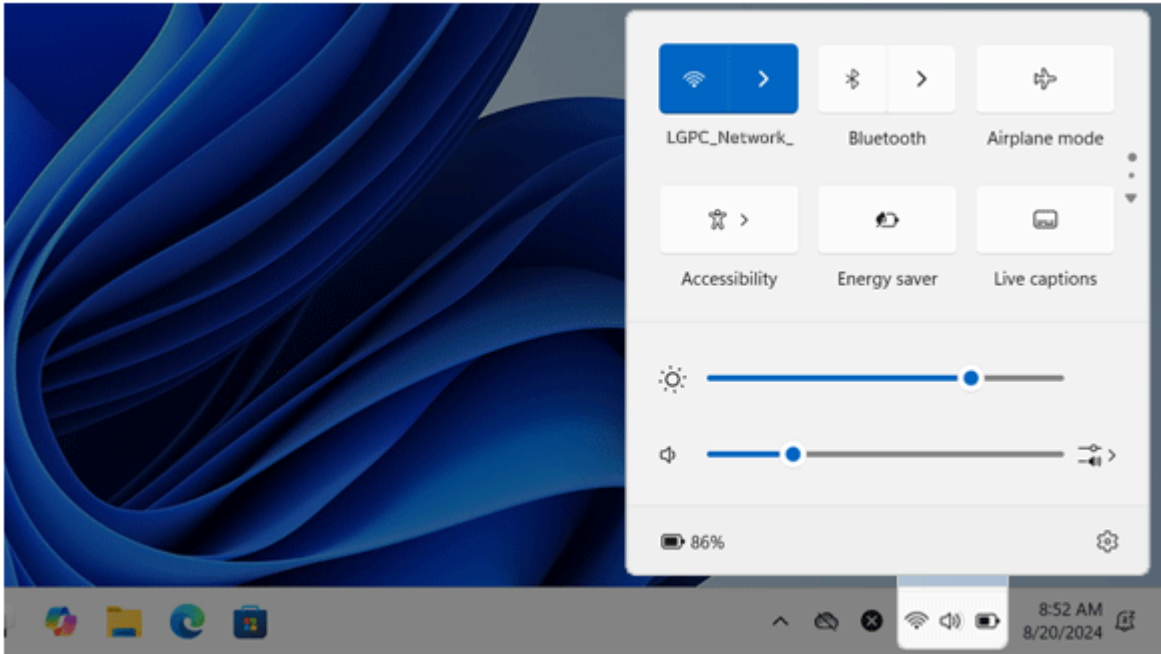 LGPC_Network_
Bluetooth
Airplane mode
Accessibility
Energy saver
Live captions
86%
8:52 AM
8/20/2024